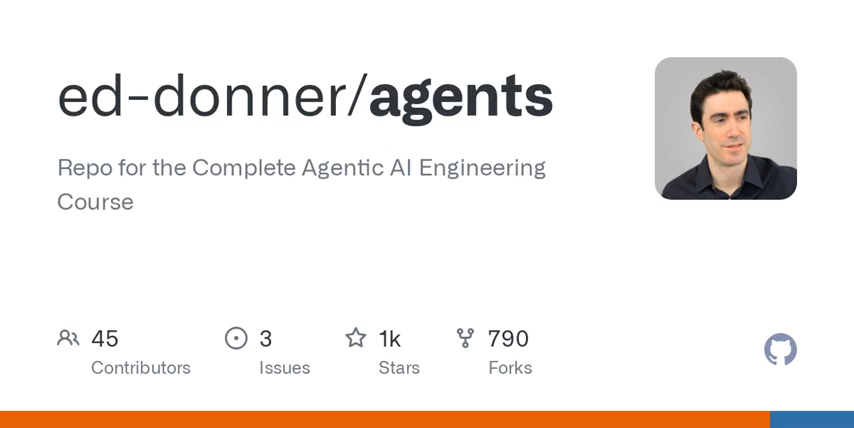 ed-donner/agents
Repo for the Complete Agentic AI Engineering
Course
45
Contributors
3
Issues
1k
Stars
790
Forks